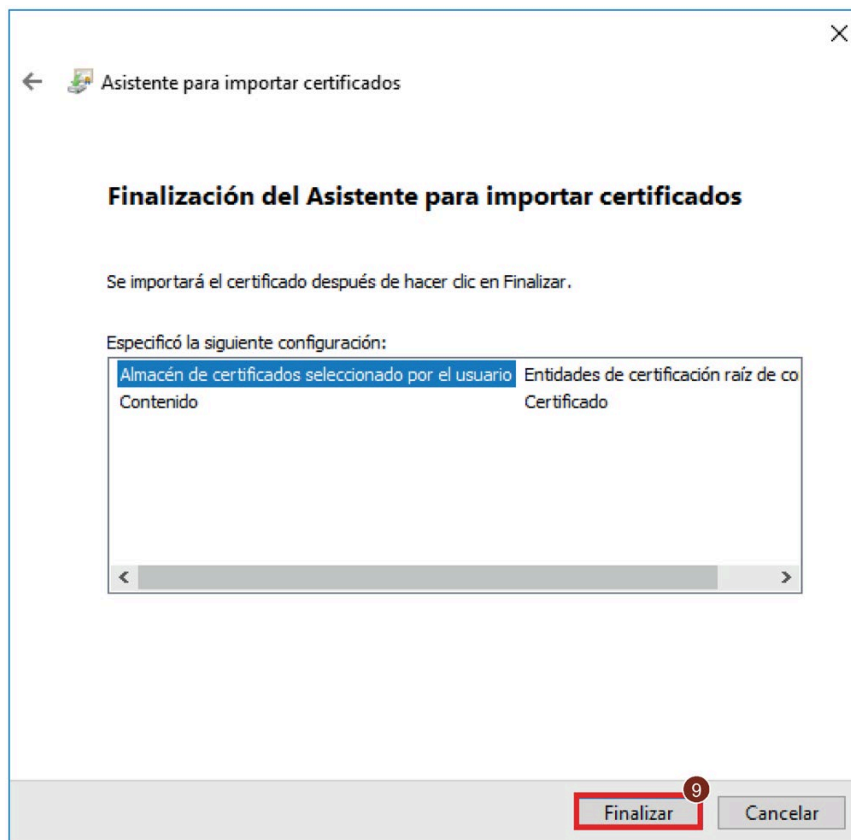 Asistente para importar certificados
Finalización del Asistente para importar certificados
Se importará el certificado después de hacer clic en Finalizar.
Especificó la siguiente configuración:
Almacén de certificados seleccionado por el usuario Entidades de certificación raíz de co
Contenido Certificado
9
Finalizar Cancelar